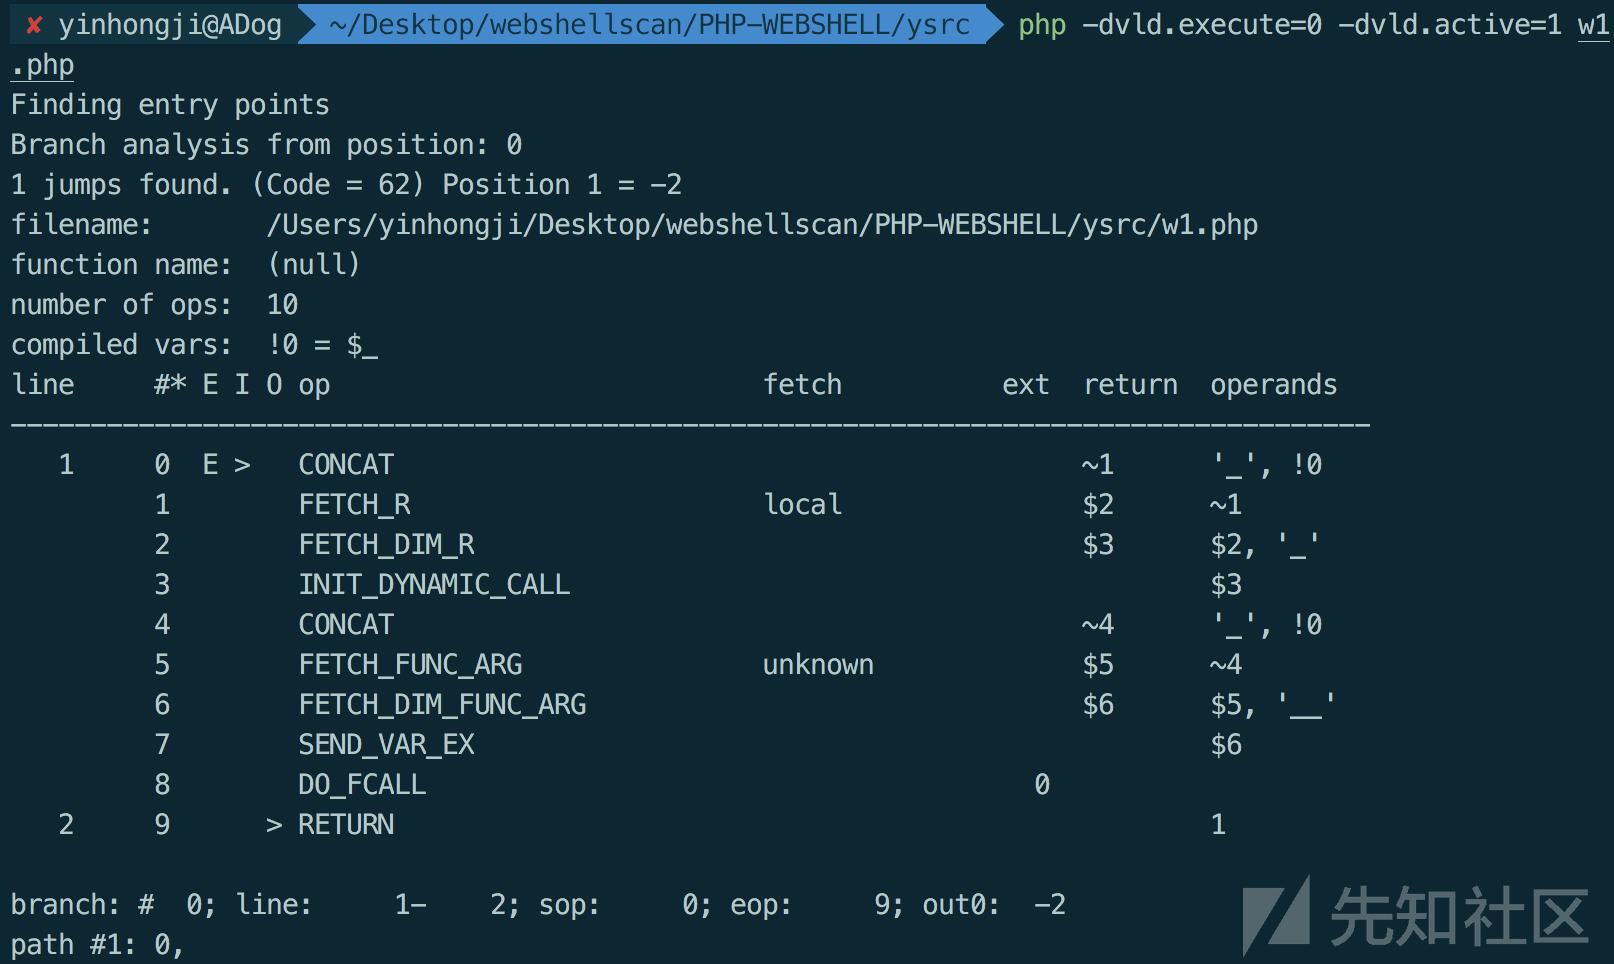 ✘ yinhongji@ADog ~/Desktop/webshellscan/PHP-WEBSHELL/ysrc php -dvld.execute=0 -dvld.active=1 w1
.php
Finding entry points
Branch analysis from position: 0
1 jumps found. (Code = 62) Position 1 = -2
filename:       /Users/yinhongji/Desktop/webshellscan/PHP-WEBSHELL/ysrc/w1.php
function name:  (null)
number of ops:  10
compiled vars:  !0 = $_
line     #* E I O op                           fetch          ext  return  operands
-------------------------------------------------------------------------------------
   1     0  E >   CONCAT                                           ~1      '_', !0
         1        FETCH_R                      local               $2      ~1
         2        FETCH_DIM_R                                      $3      $2, '_'
         3        INIT_DYNAMIC_CALL                                        $3
         4        CONCAT                                           ~4      '_', !0
         5        FETCH_FUNC_ARG               unknown             $5      ~4
         6        FETCH_DIM_FUNC_ARG                               $6      $5, '__'
         7        SEND_VAR_EX                                              $6
         8        DO_FCALL                                      0
   2     9      > RETURN                                                   1
branch: #  0; line:     1-    2; sop:     0; eop:     9; out0:  -2
path #1: 0,
先知社区